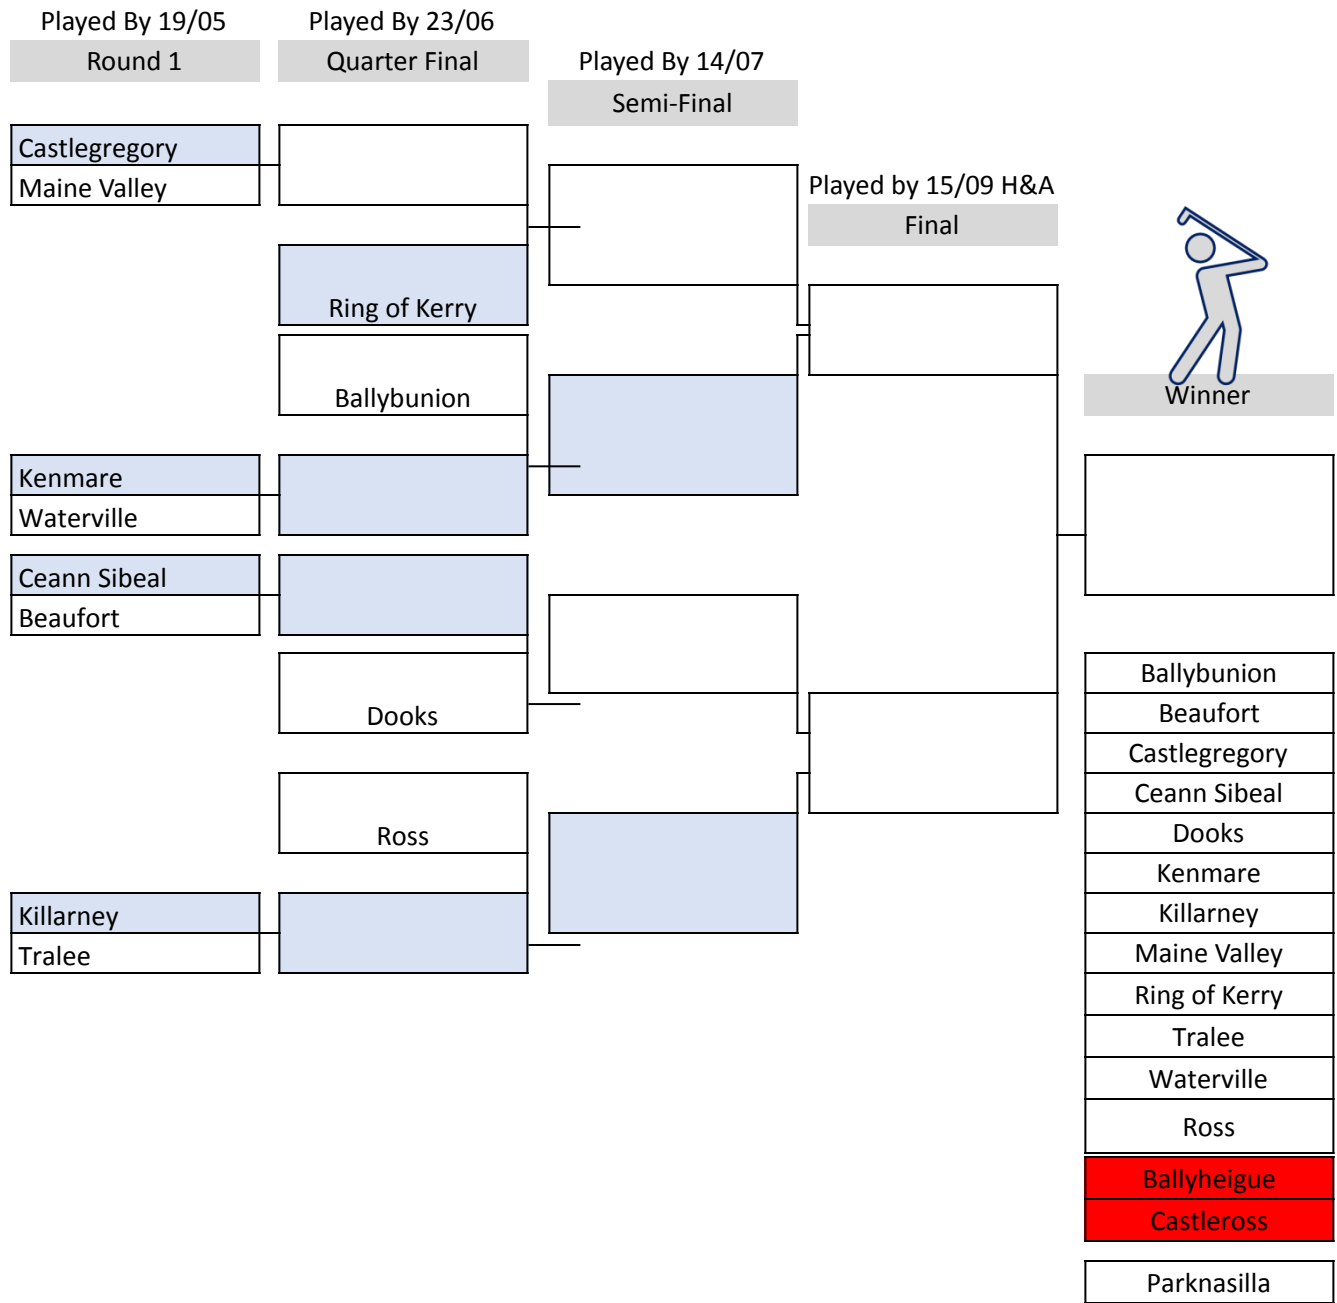 Played By 19/05
Played By 23/06
Round 1
Quarter Final
Played By 14/07
Semi-Final
Castlegregory
Maine Valley
Played by 15/09 H&A
Final
Ring of Kerry
Ballybunion
Winner
Kenmare
Waterville
Ceann Sibeal
Beaufort
Dooks
Ross
Killarney
Tralee
Ballybunion
Beaufort
Castlegregory
Ceann Sibeal
Dooks
Kenmare
Killarney
Maine Valley
Ring of Kerry
Tralee
Waterville
Ross
Ballyheigue
Castleross
Parknasilla